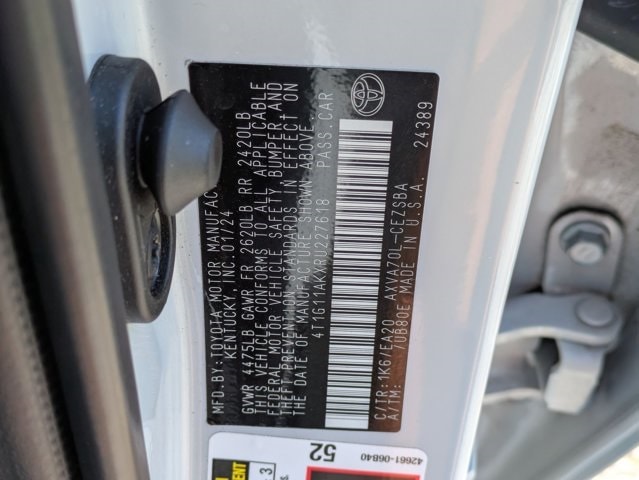 MFD.BY:TOYOTA MOTOR MANUFAC
KENTUCKY, INC.01/24
GVWR 4475LB GAWR FR 2620LB RR 2420LB
THIS VEHICLE CONFORMS TO ALL APPLICABLE
FEDERAL MOTOR VEHICLE SAFETY BUMPER AND
THEFT PREVENTION STANDARDS IN EFFECT ON
THE DATE OF MANUFACTURE SHOWN ABOVE.
4T1G11AKXRU227618 PASS.CAR
C/TR:1K6/EA20 AXVA70L-CEZSBA
A/TM: 7UB80E MADE IN U.S.A. 24389
52
42661-06B40
3